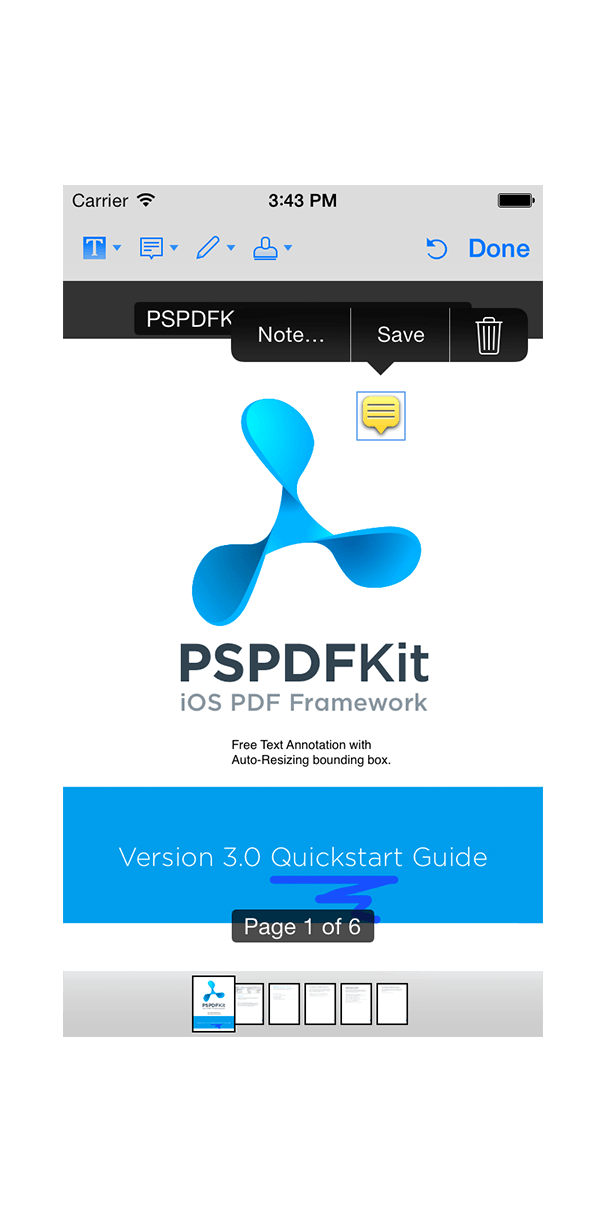 Carrier 3:43 PM
T Done
PSPDFK
Note... Save
PSPDFKit
iOS PDF Framework
Free Text Annotation with
Auto-Resizing bounding box.
Version 3.0 Quickstart Guide
Page 1 of 6
PSPDFKit